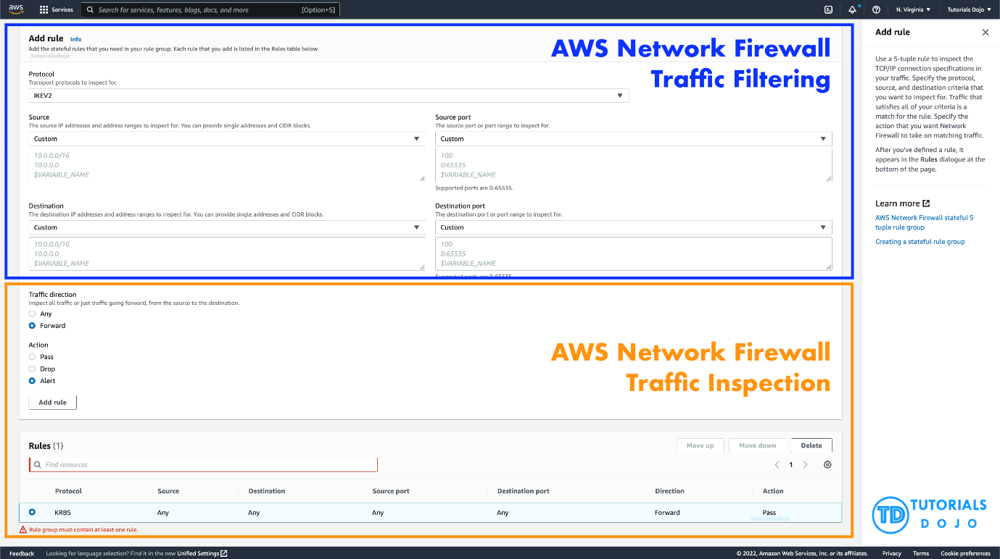 aws
Services
Search for services, features, blogs, docs, and more
[Option+S]
N. Virginia
Tutorials Dojo
Add rule
Info
Add the stateful rules that you need in your rule group. Each rule that you add is listed in the Rules table below.
tutorialsdojo
AWS Network Firewall
Traffic Filtering
Protocol
Transport protocols to inspect for.
IKEV2
Source
The source IP addresses and address ranges to inspect for. You can provide single addresses and CIDR blocks.
Custom
10.0.0.0/16
10.0.0.0
$VARIABLE_NAME
Source port
The source port or port range to inspect for.
Custom
100
0:65535
$VARIABLE_NAME
Supported ports are 0-65535.
Destination
The destination IP addresses and address ranges to inspect for. You can provide single addresses and CIDR blocks.
Custom
10.0.0.0/16
10.0.0.0
$VARIABLE_NAME
Destination port
The destination port or port range to inspect for.
Custom
100
0:65535
$VARIABLE_NAME
Supported ports are 0-65535.
Traffic direction
Inspect all traffic or just traffic going forward, from the source to the destination.
Any
Forward
Action
Pass
Drop
Alert
Add rule
AWS Network Firewall
Traffic Inspection
Rules (1)
Move up
Move down
Delete
Find resources
1
Protocol Source Destination Source port Destination port Direction Action
KRB5 Any Any Any Any Forward Pass
tutorialsdojo
Rule group must contain at least one rule.
Add rule
Use a 5-tuple rule to inspect the
TCP/IP connection specifications in
your traffic. Specify the protocol,
source, and destination criteria that
you want to inspect for. Traffic that
satisfies all of your criteria is a
match for the rule. Specify the
action that you want Network
Firewall to take on matching traffic.
After you've defined a rule, it
appears in the Rules dialogue at the
bottom of the page.
Learn more
AWS Network Firewall stateful 5
tuple rule group
Creating a stateful rule group
TD
TUTORIALS
DOJO
Feedback
Looking for language selection? Find it in the new Unified Settings
© 2022, Amazon Web Services, Inc. or its affiliates.
Privacy
Terms
Cookie preferences